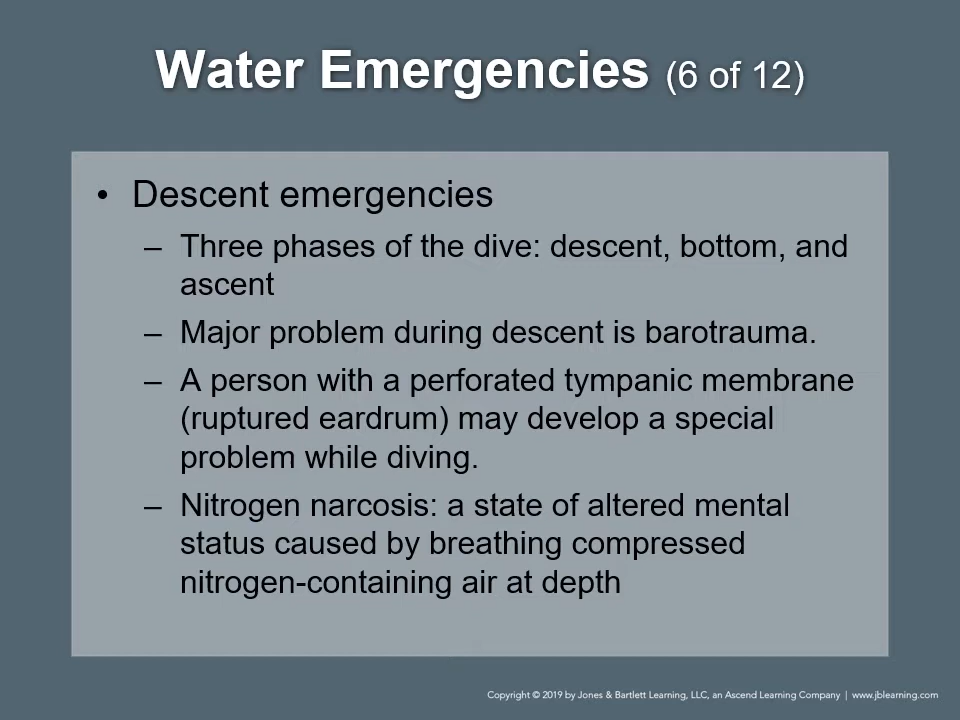 Water Emergencies (6 of 12)
• Descent emergencies
– Three phases of the dive: descent, bottom, and
ascent
– Major problem during descent is barotrauma.
– A person with a perforated tympanic membrane
(ruptured eardrum) may develop a special
problem while diving.
– Nitrogen narcosis: a state of altered mental
status caused by breathing compressed
nitrogen-containing air at depth
Copyright © 2019 by Jones & Bartlett Learning, LLC, an Ascend Learning Company | www.jblearning.com